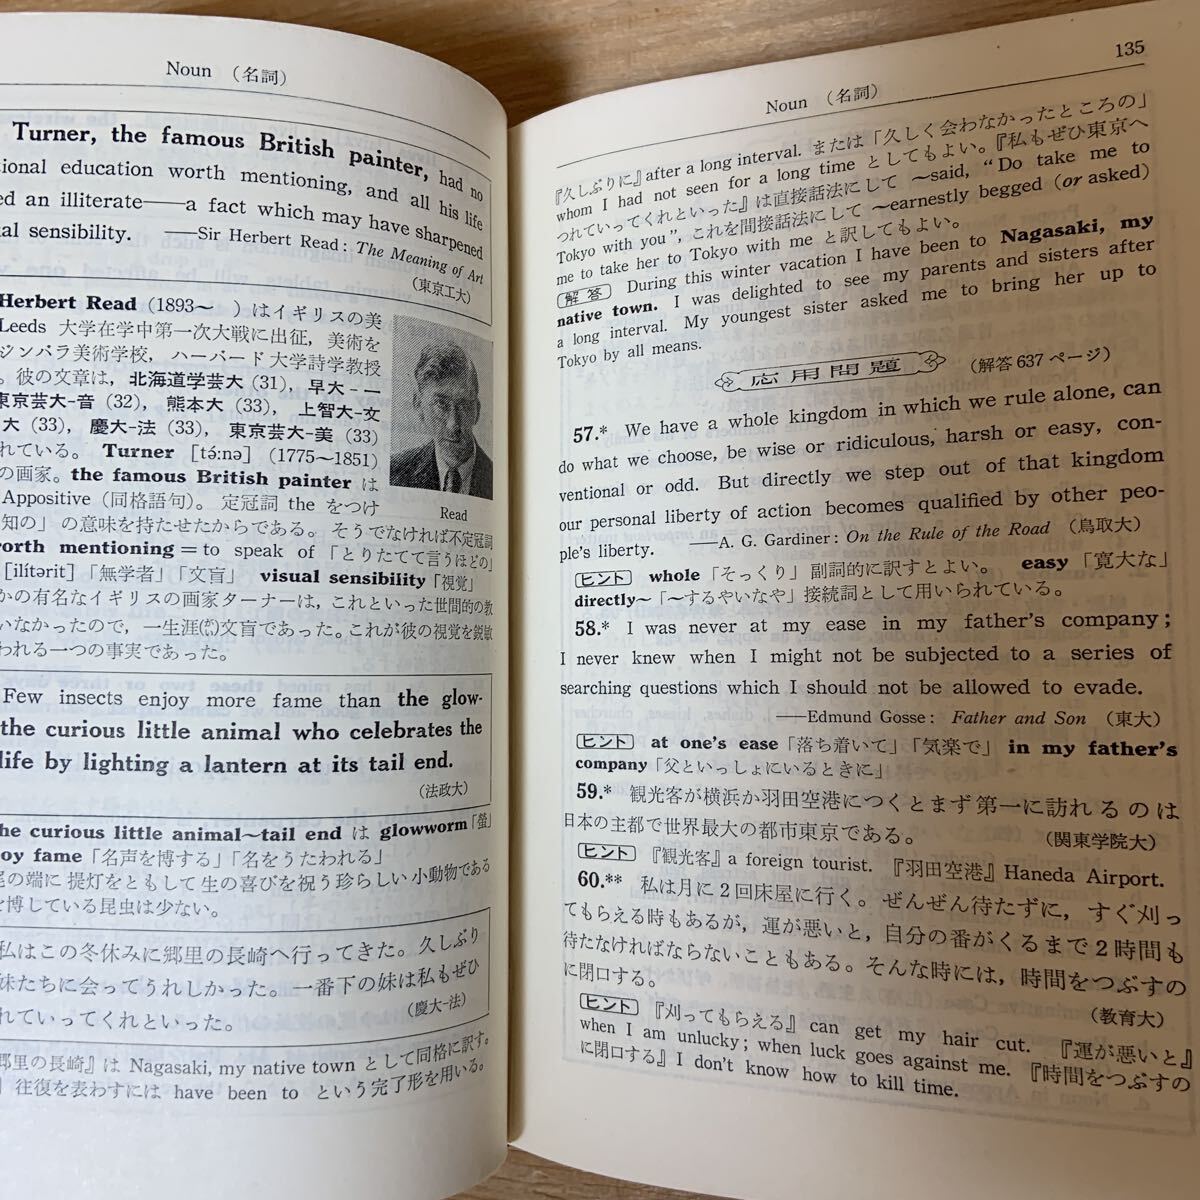 Noun （名詞）
Turner, the famous British painter, had no
tional education worth mentioning, and all his life
ed an illiterate——a fact which may have sharpened
al sensibility. ——Sir Herbert Read: The Meaning of Art
（東京工大）
Herbert Read (1893～ ) はイギリスの美
Leeds 大学在学中第一次大戦に出征，美術を
ジンバラ美術学校，ハーバード大学詩学教授
。彼の文章は，北海道学芸大 (31)，早大-一
東京芸大-音 (32)，熊本大 (33)，上智大-文
大 (33)，慶大-法 (33)，東京芸大-美 (33)
れている。 Turner [tə́:nə] (1775～1851)
の画家。the famous British painter は
Appositive（同格語句）。定冠詞 the をつけ
Read
知の」の意味を持たせたからである。そうでなければ不定冠詞
worth mentioning＝to speak of「とりたてて言うほどの」
[ilítərit]「無学者」「文盲」 visual sensibility「視覚」
かの有名なイギリスの画家ターナーは，これといった世間的の教
いなかったので，一生涯文盲であった。これが彼の視覚を鋭敏
われる一つの事実であった。
Few insects enjoy more fame than the glow-
the curious little animal who celebrates the
life by lighting a lantern at its tail end.
（法政大）
he curious little animal～tail end は glowworm「螢」
oy fame「名声を博する」「名をうたわれる」
尾の端に提灯をともして生の喜びを祝う珍らしい小動物である
を博している昆虫は少ない。
私はこの冬休みに郷里の長崎へ行ってきた。久しぶり
妹たちに会ってうれしかった。一番下の妹は私もぜひ
れていってくれといった。
（慶大-法）
郷里の長崎』は Nagasaki, my native town として同格に訳す。
』往復を表わすには have been to という完了形を用いる。
Noun （名詞）
135
『久しぶりに』after a long interval. または「久しく会わなかったところの」
whom I had not seen for a long time としてもよい。『私もぜひ東京へ
つれていってくれといった』は直接話法にして ～said, “Do take me to
Tokyo with you”, これを間接話法にして ～earnestly begged (or asked)
me to take her to Tokyo with me と訳してもよい。
解答 During this winter vacation I have been to Nagasaki, my
native town. I was delighted to see my parents and sisters after
a long interval. My youngest sister asked me to bring her up to
Tokyo by all means.
応用問題 （解答 637 ページ）
57.* We have a whole kingdom in which we rule alone, can
do what we choose, be wise or ridiculous, harsh or easy, con-
ventional or odd. But directly we step out of that kingdom
our personal liberty of action becomes qualified by other peo-
ple's liberty. ——A. G. Gardiner: On the Rule of the Road （鳥取大）
ヒント whole「そっくり」副詞的に訳すとよい。 easy「寛大な」
directly～「～するやいなや」接続詞として用いられている。
58.* I was never at my ease in my father's company;
I never knew when I might not be subjected to a series of
searching questions which I should not be allowed to evade.
——Edmund Gosse: Father and Son （東大）
ヒント at one's ease「落ち着いて」「気楽で」 in my father's
company「父といっしょにいるときに」
59.* 観光客が横浜か羽田空港につくとまず第一に訪れるのは
日本の主都で世界最大の都市東京である。 （関東学院大）
ヒント 『観光客』a foreign tourist. 『羽田空港』Haneda Airport.
60.** 私は月に２回床屋に行く。ぜんぜん待たずに，すぐ刈っ
てもらえる時もあるが，運が悪いと，自分の番がくるまで２時間も
待たなければならないこともある。そんな時には，時間をつぶすの
に閉口する。
（教育大）
ヒント 『刈ってもらえる』can get my hair cut. 『運が悪いと』
when I am unlucky; when luck goes against me. 『時間をつぶすの
に閉口する』I don't know how to kill time.